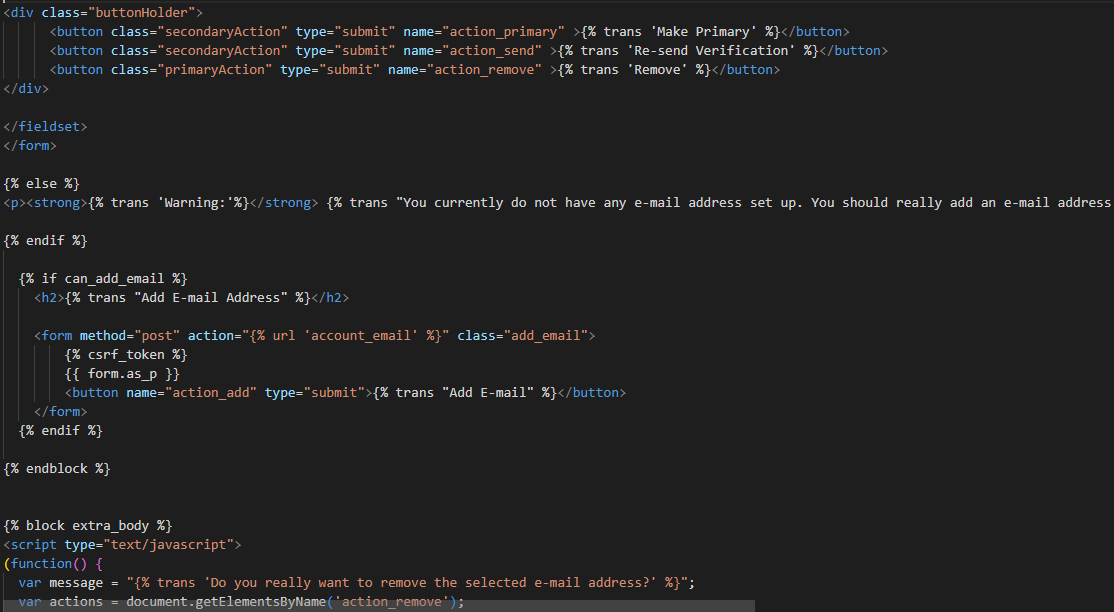 <div class="buttonHolder">
<button class="secondaryAction" type="submit" name="action_primary" >{% trans 'Make Primary' %}</button>
<button class="secondaryAction" type="submit" name="action_send" >{% trans 'Re-send Verification' %}</button>
<button class="primaryAction" type="submit" name="action_remove" >{% trans 'Remove' %}</button>
</div>
</fieldset>
</form>
{% else %}
<p><strong>{% trans 'Warning:'%}</strong> {% trans "You currently do not have any e-mail address set up. You should really add an e-mail address
{% endif %}
{% if can_add_email %}
<h2>{% trans "Add E-mail Address" %}</h2>
<form method="post" action="{% url 'account_email' %}" class="add_email">
{% csrf_token %}
{{ form.as_p }}
<button name="action_add" type="submit">{% trans "Add E-mail" %}</button>
</form>
{% endif %}
{% endblock %}
{% block extra_body %}
<script type="text/javascript">
(function() {
var message = "{% trans 'Do you really want to remove the selected e-mail address?' %}";
var actions = document.getElementsByName('action_remove');